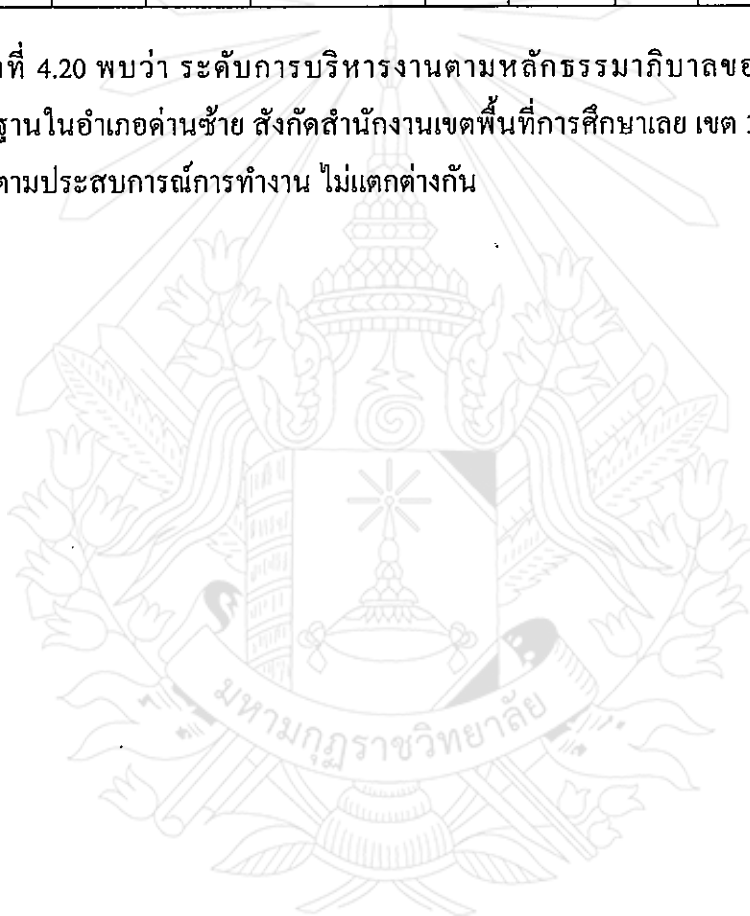 ที่ 4.20 พบว่า ระดับการบริหารงานตามหลักธรรมาภิบาลขอ
ฐานในอำเภอด่านซ้าย สังกัดสำนักงานเขตพื้นที่การศึกษาเลย เขต
ตามประสบการณ์การทำงาน ไม่แตกต่างกัน
มหามกุฏราชวิทยาลัย